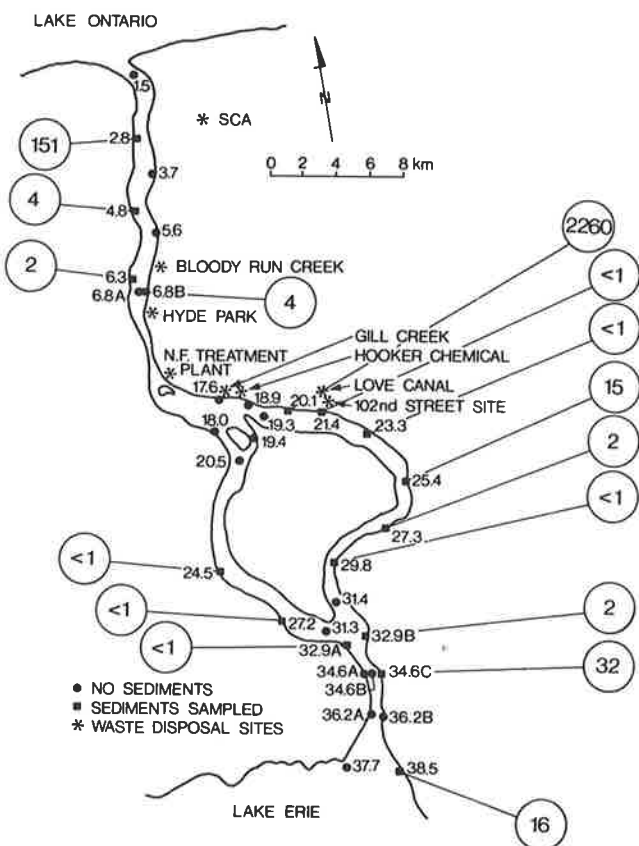 LAKE ONTARIO
1.5
* SCA
N
151
2.8
0 2 4 6 8 km
3.7
4
4.8
5.6
2260
2
6.3
* BLOODY RUN CREEK
<1
6.8A
6.8B
4
* HYDE PARK
<1
GILL CREEK
N.F. TREATMENT
* PLANT
HOOKER CHEMICAL
17.6
18.9
20.1
* LOVE CANAL
* 102nd STREET SITE
15
19.3
21.4
23.3
18.0
19.4
2
20.5
25.4
27.3
<1
<1
24.5
29.8
<1
31.4
2
27.2
31.3
<1
32.9A
32.9B
34.6A
34.6B
34.6C
32
● NO SEDIMENTS
■ SEDIMENTS SAMPLED
* WASTE DISPOSAL SITES
36.2A
36.2B
37.7
38.5
LAKE ERIE
16